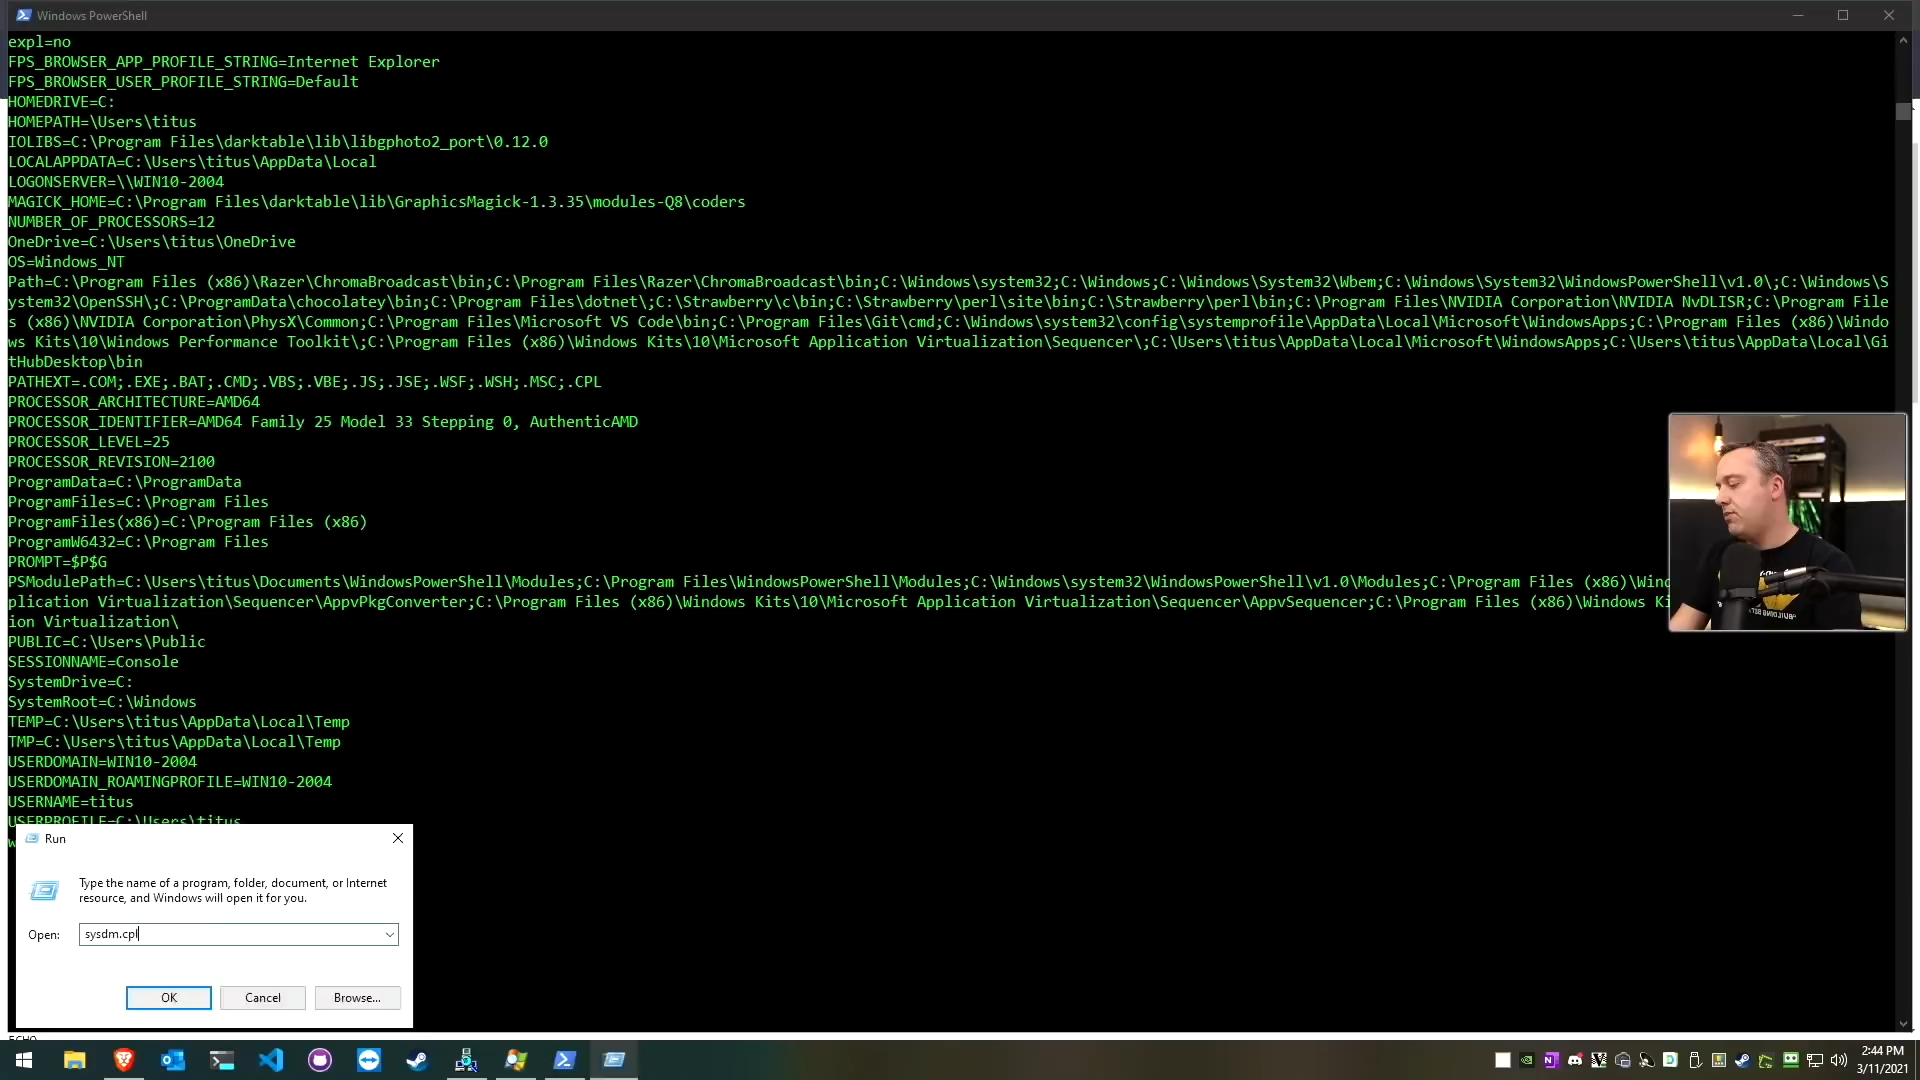 Windows PowerShell
expl=no
FPS_BROWSER_APP_PROFILE_STRING=Internet Explorer
FPS_BROWSER_USER_PROFILE_STRING=Default
HOMEDRIVE=C:
HOMEPATH=\Users\titus
IOLIBS=C:\Program Files\darktable\lib\libgphoto2_port\0.12.0
LOCALAPPDATA=C:\Users\titus\AppData\Local
LOGONSERVER=\\WIN10-2004
MAGICK_HOME=C:\Program Files\darktable\lib\GraphicsMagick-1.3.35\modules-Q8\coders
NUMBER_OF_PROCESSORS=12
OneDrive=C:\Users\titus\OneDrive
OS=Windows_NT
Path=C:\Program Files (x86)\Razer\ChromaBroadcast\bin;C:\Program Files\Razer\ChromaBroadcast\bin;C:\Windows\system32;C:\Windows;C:\Windows\System32\Wbem;C:\Windows\System32\WindowsPowerShell\v1.0\;C:\Windows\S
ystem32\OpenSSH\;C:\ProgramData\chocolatey\bin;C:\Program Files\dotnet\;C:\Strawberry\c\bin;C:\Strawberry\perl\site\bin;C:\Strawberry\perl\bin;C:\Program Files\NVIDIA Corporation\NVIDIA NvDLISR;C:\Program File
s (x86)\NVIDIA Corporation\PhysX\Common;C:\Program Files\Microsoft VS Code\bin;C:\Program Files\Git\cmd;C:\Windows\system32\config\systemprofile\AppData\Local\Microsoft\WindowsApps;C:\Program Files (x86)\Windo
ws Kits\10\Windows Performance Toolkit\;C:\Program Files (x86)\Windows Kits\10\Microsoft Application Virtualization\Sequencer\;C:\Users\titus\AppData\Local\Microsoft\WindowsApps;C:\Users\titus\AppData\Local\Gi
tHubDesktop\bin
PATHEXT=.COM;.EXE;.BAT;.CMD;.VBS;.VBE;.JS;.JSE;.WSF;.WSH;.MSC;.CPL
PROCESSOR_ARCHITECTURE=AMD64
PROCESSOR_IDENTIFIER=AMD64 Family 25 Model 33 Stepping 0, AuthenticAMD
PROCESSOR_LEVEL=25
PROCESSOR_REVISION=2100
ProgramData=C:\ProgramData
ProgramFiles=C:\Program Files
ProgramFiles(x86)=C:\Program Files (x86)
ProgramW6432=C:\Program Files
PROMPT=$P$G
PSModulePath=C:\Users\titus\Documents\WindowsPowerShell\Modules;C:\Program Files\WindowsPowerShell\Modules;C:\Windows\system32\WindowsPowerShell\v1.0\Modules;C:\Program Files (x86)\Wind
plication Virtualization\Sequencer\AppvPkgConverter;C:\Program Files (x86)\Windows Kits\10\Microsoft Application Virtualization\Sequencer\AppvSequencer;C:\Program Files (x86)\Windows Ki
ion Virtualization\
PUBLIC=C:\Users\Public
SESSIONNAME=Console
SystemDrive=C:
SystemRoot=C:\Windows
TEMP=C:\Users\titus\AppData\Local\Temp
TMP=C:\Users\titus\AppData\Local\Temp
USERDOMAIN=WIN10-2004
USERDOMAIN_ROAMINGPROFILE=WIN10-2004
USERNAME=titus
USERPROFILE=C:\Users\titus
Run
Type the name of a program, folder, document, or Internet
resource, and Windows will open it for you.
Open: sysdm.cpl
OK Cancel Browse...
2:44 PM
3/11/2021